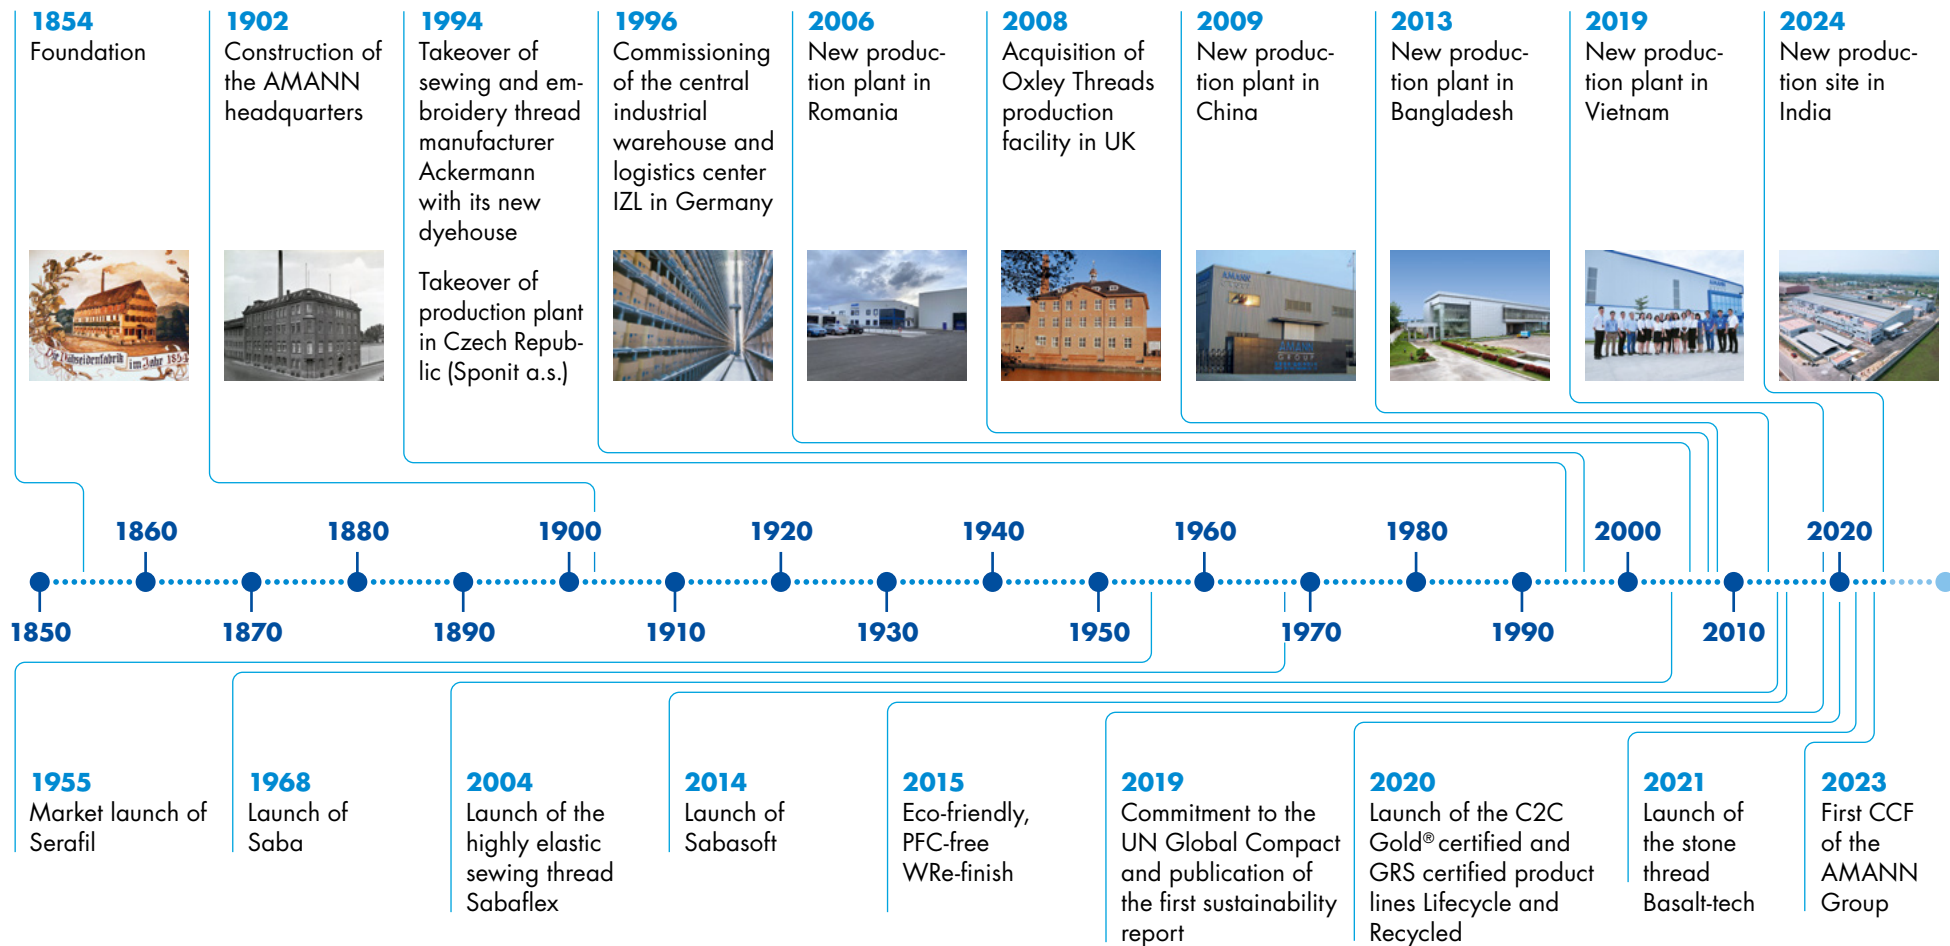 1854
Foundation
1902
Construction of
the AMANN
headquarters
1994
Takeover of
sewing and em-
broidery thread
manufacturer
Ackermann
with its new
dyehouse
Takeover of
production plant
in Czech Repub-
lic (Sponit a.s.)
1996
Commissioning
of the central
industrial
warehouse and
logistics center
IZL in Germany
2006
New produc-
tion plant in
Romania
2008
Acquisition of
Oxley Threads
production
facility in UK
2009
New produc-
tion plant in
China
2013
New produc-
tion plant in
Bangladesh
2019
New produc-
tion plant in
Vietnam
2024
New produc-
tion site in
India
Die Nähseidenfabrik im Jahr 1854
AMANN
AMANN
GROUP
1860
1880
1900
1920
1940
1960
1980
2000
2020
1850
1870
1890
1910
1930
1950
1970
1990
2010
1955
Market launch of
Serafil
1968
Launch of
Saba
2004
Launch of the
highly elastic
sewing thread
Sabaflex
2014
Launch of
Sabasoft
2015
Eco-friendly,
PFC-free
WRe-finish
2019
Commitment to the
UN Global Compact
and publication of
the first sustainability
report
2020
Launch of the C2C
Gold® certified and
GRS certified product
lines Lifecycle and
Recycled
2021
Launch of
the stone
thread
Basalt-tech
2023
First CCF
of the
AMANN
Group